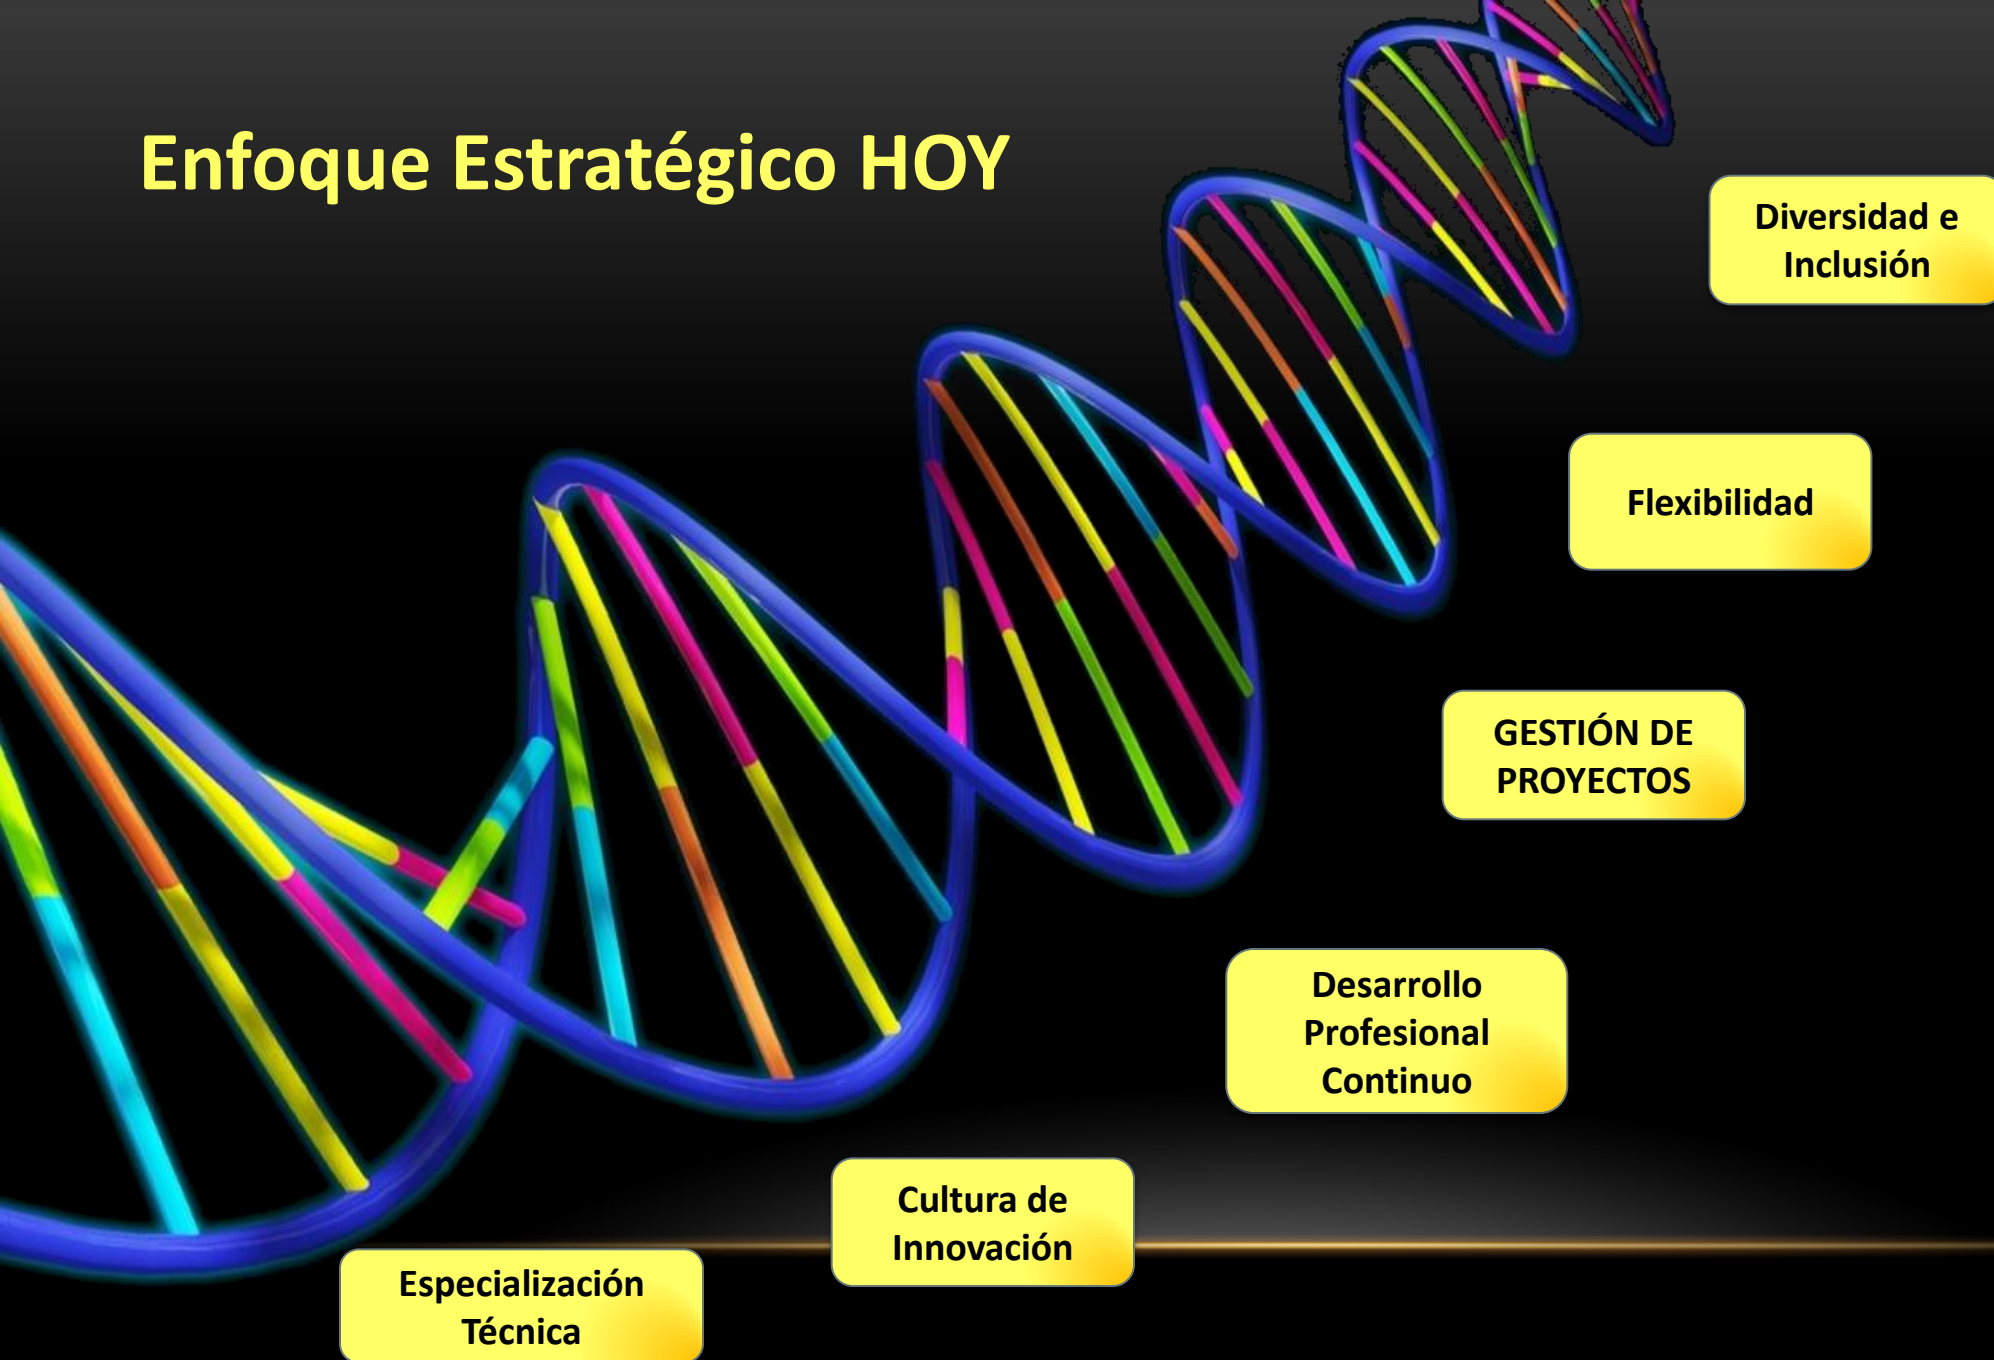 Enfoque Estratégico HOY
Diversidad e
Inclusión
Flexibilidad
GESTIÓN DE
PROYECTOS
Desarrollo
Profesional
Continuo
Cultura de
Innovación
Especialización
Técnica